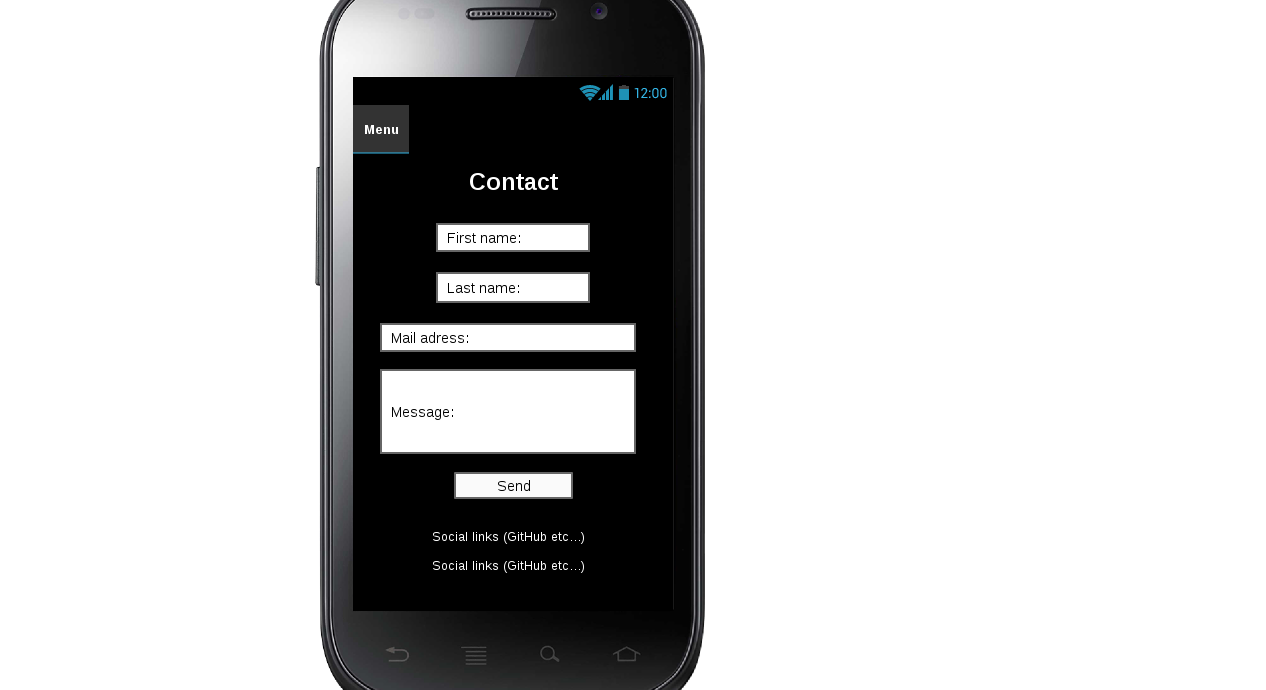 12:00
Menu
Contact
First name:
Last name:
Mail adress:
Message:
Send
Social links (GitHub etc...)
Social links (GitHub etc...)